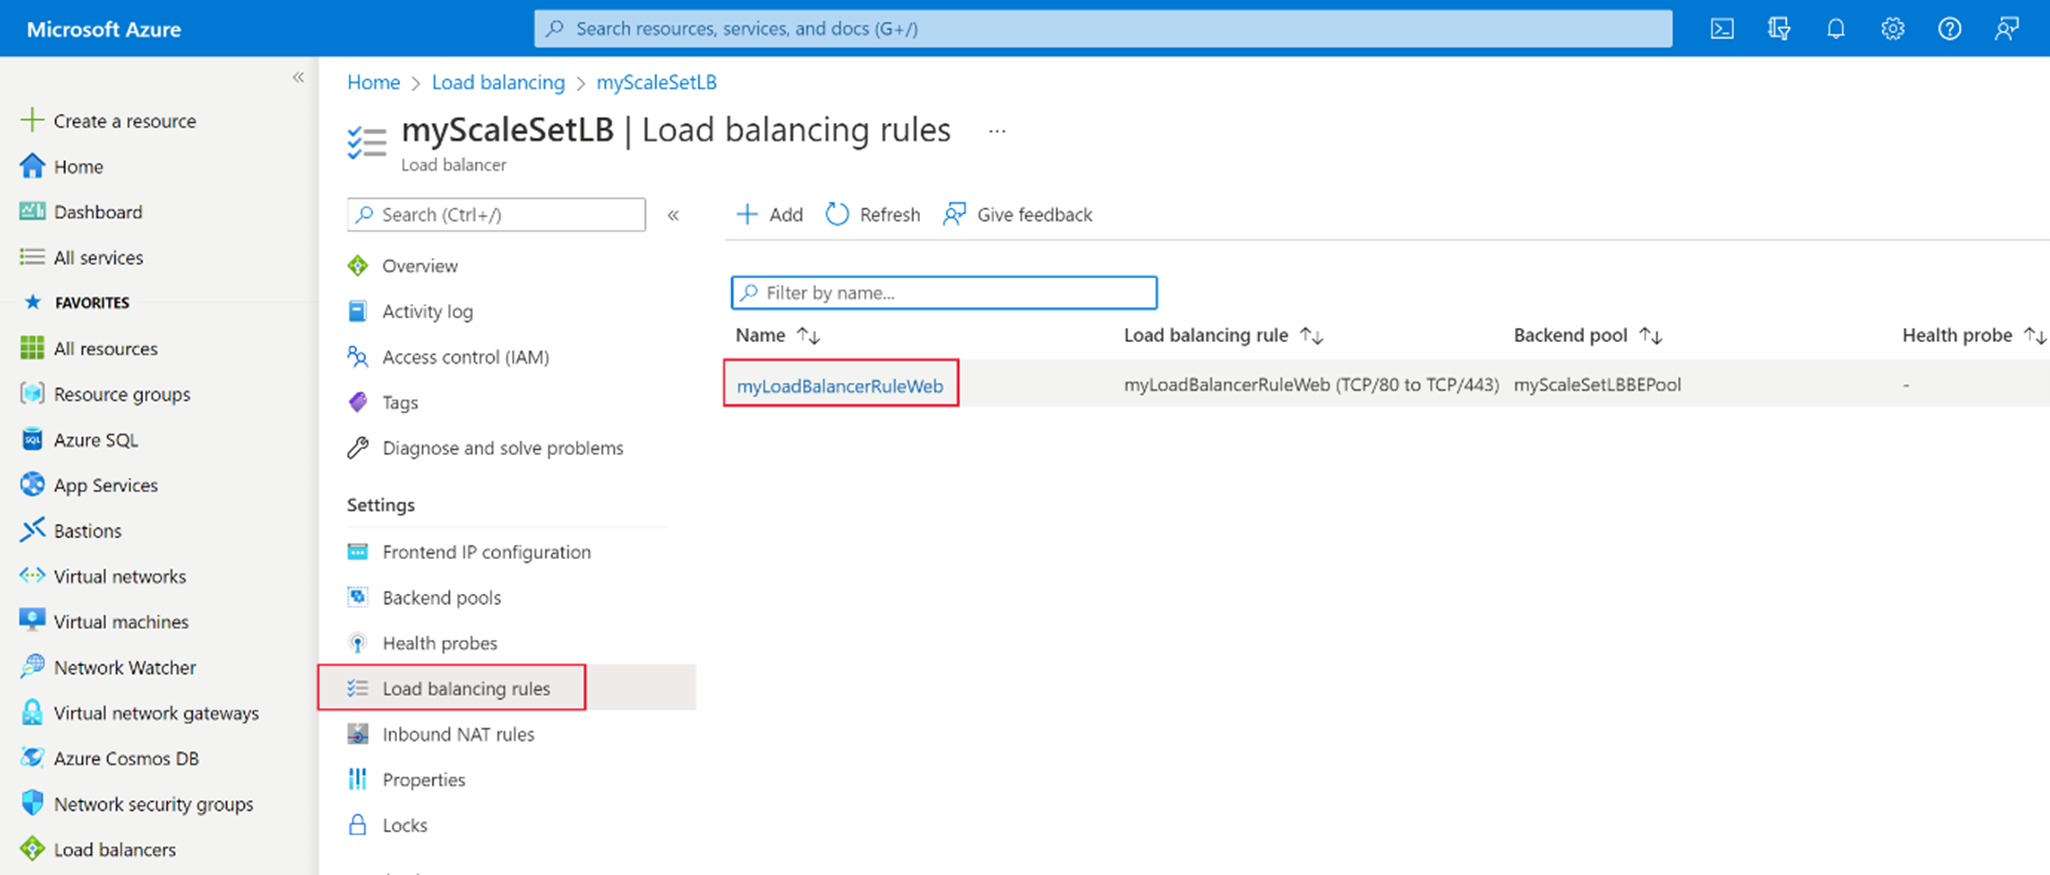 Microsoft Azure
Search resources, services, and docs (G+/)
Home > Load balancing > myScaleSetLB
myScaleSetLB | Load balancing rules ...
Load balancer
Create a resource
Home
Dashboard
All services
FAVORITES
All resources
Resource groups
SQL
Azure SQL
App Services
Bastions
Virtual networks
Virtual machines
Network Watcher
Virtual network gateways
Azure Cosmos DB
Network security groups
Load balancers
Search (Ctrl+/)
Overview
Activity log
Access control (IAM)
Tags
Diagnose and solve problems
Settings
Frontend IP configuration
Backend pools
Health probes
Load balancing rules
Inbound NAT rules
Properties
Locks
Add Refresh Give feedback
Filter by name...
Name Load balancing rule Backend pool Health probe
myLoadBalancerRuleWeb myLoadBalancerRuleWeb (TCP/80 to TCP/443) myScaleSetLBBEPool -